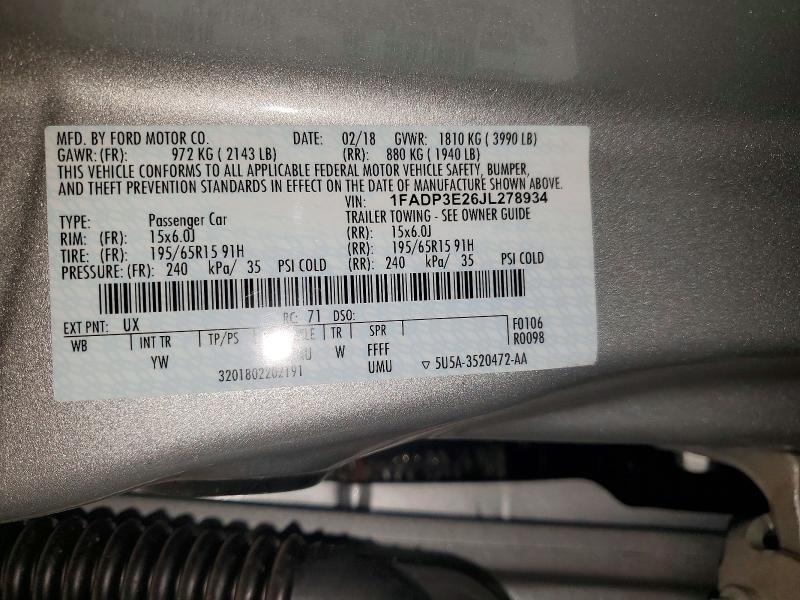 MFD. BY FORD MOTOR CO. DATE: 02/18 GVWR: 1810 KG ( 3990 LB)
GAWR: (FR): 972 KG ( 2143 LB) (RR): 880 KG ( 1940 LB)
THIS VEHICLE CONFORMS TO ALL APPLICABLE FEDERAL MOTOR VEHICLE SAFETY, BUMPER,
AND THEFT PREVENTION STANDARDS IN EFFECT ON THE DATE OF MANUFACTURE SHOWN ABOVE.
VIN: 1FADP3E26JL278934
TYPE: Passenger Car TRAILER TOWING - SEE OWNER GUIDE
RIM: (FR): 15x6.0J (RR): 15x6.0J
TIRE: (FR): 195/65R15 91H (RR): 195/65R15 91H
PRESSURE: (FR): 240 kPa/ 35 PSI COLD (RR): 240 kPa/ 35 PSI COLD
EXT PNT: UX RC: 71 DSO: F0106
WB INT TR TP/PS TR SPR R0098
YW W FFFF
3201802202191 UMU ▽ 5U5A-3520472-AA